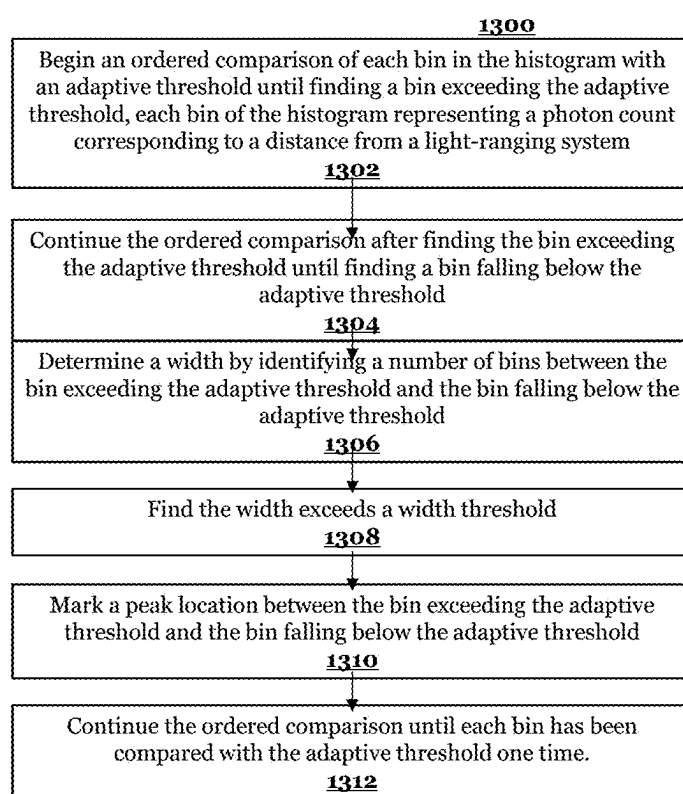 1300
Begin an ordered comparison of each bin in the histogram with
an adaptive threshold until finding a bin exceeding the adaptive
threshold, each bin of the histogram representing a photon count
corresponding to a distance from a light-ranging system
1302
Continue the ordered comparison after finding the bin exceeding
the adaptive threshold until finding a bin falling below the
adaptive threshold
1304
Determine a width by identifying a number of bins between the
bin exceeding the adaptive threshold and the bin falling below the
adaptive threshold
1306
Find the width exceeds a width threshold
1308
Mark a peak location between the bin exceeding the adaptive
threshold and the bin falling below the adaptive threshold
1310
Continue the ordered comparison until each bin has been
compared with the adaptive threshold one time.
1312